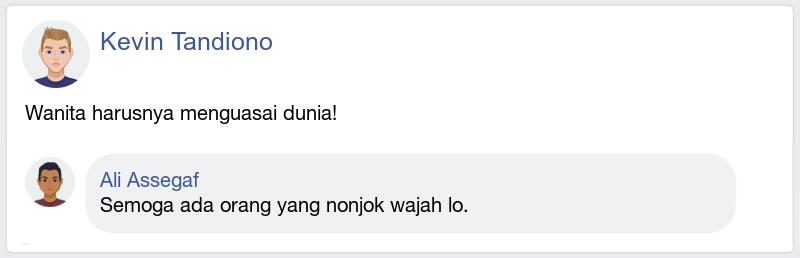 Kevin Tandiono
Wanita harusnya menguasai dunia!
Ali Assegaf
Semoga ada orang yang nonjok wajah lo.